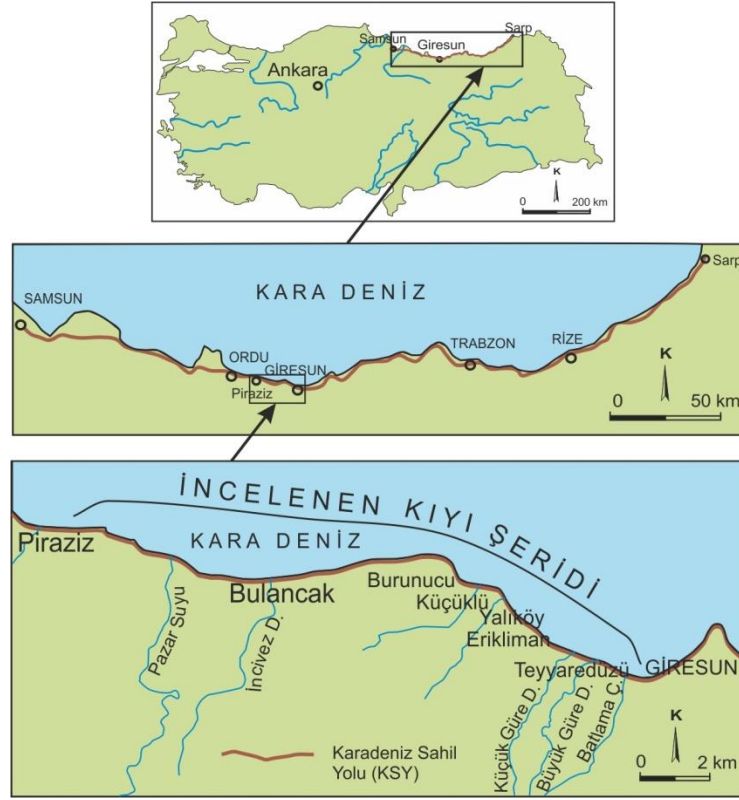 Samsun
Giresun
Sarp
Ankara
K
0 200 km
KARA DENİZ
Sarp
SAMSUN
ORDU
GİRESUN
Piraziz
TRABZON
RİZE
K
0 50 km
İNCELENEN KIYI ŞERİDİ
KARA DENİZ
Piraziz
Bulancak
Burunucu
Küçüklü
Yalıköy
Erikliman
Teyyaredüzü
GİRESUN
Pazar Suyu
İncivez D.
Küçük Güre D.
Büyük Güre D.
Batlama Ç.
Karadeniz Sahil
Yolu (KSY)
K
0 2 km